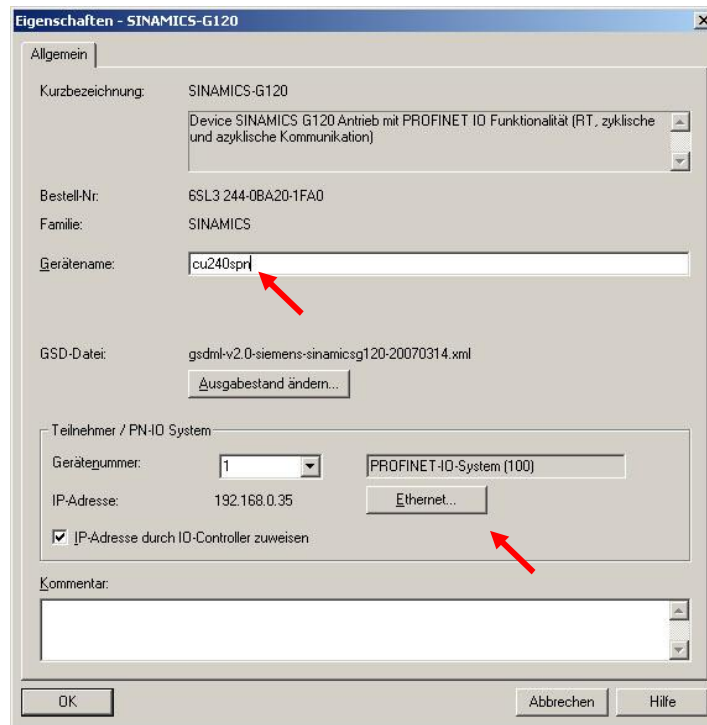 Eigenschaften - SINAMICS-G120
Allgemein
Kurzbezeichnung: SINAMICS-G120
Device SINAMICS G120 Antrieb mit PROFINET IO Funktionalität (RT, zyklische
und azyklische Kommunikation)
Bestell-Nr.: 6SL3 244-0BA20-1FA0
Familie: SINAMICS
Gerätename: cu240spn
GSD-Datei: gsdml-v2.0-siemens-sinamicsg120-20070314.xml
Ausgabestand ändern...
Teilnehmer / PN-IO System
Gerätenummer: 1 PROFINET-IO-System (100)
IP-Adresse: 192.168.0.35 Ethernet...
IP-Adresse durch IO-Controller zuweisen
Kommentar:
OK Abbrechen Hilfe